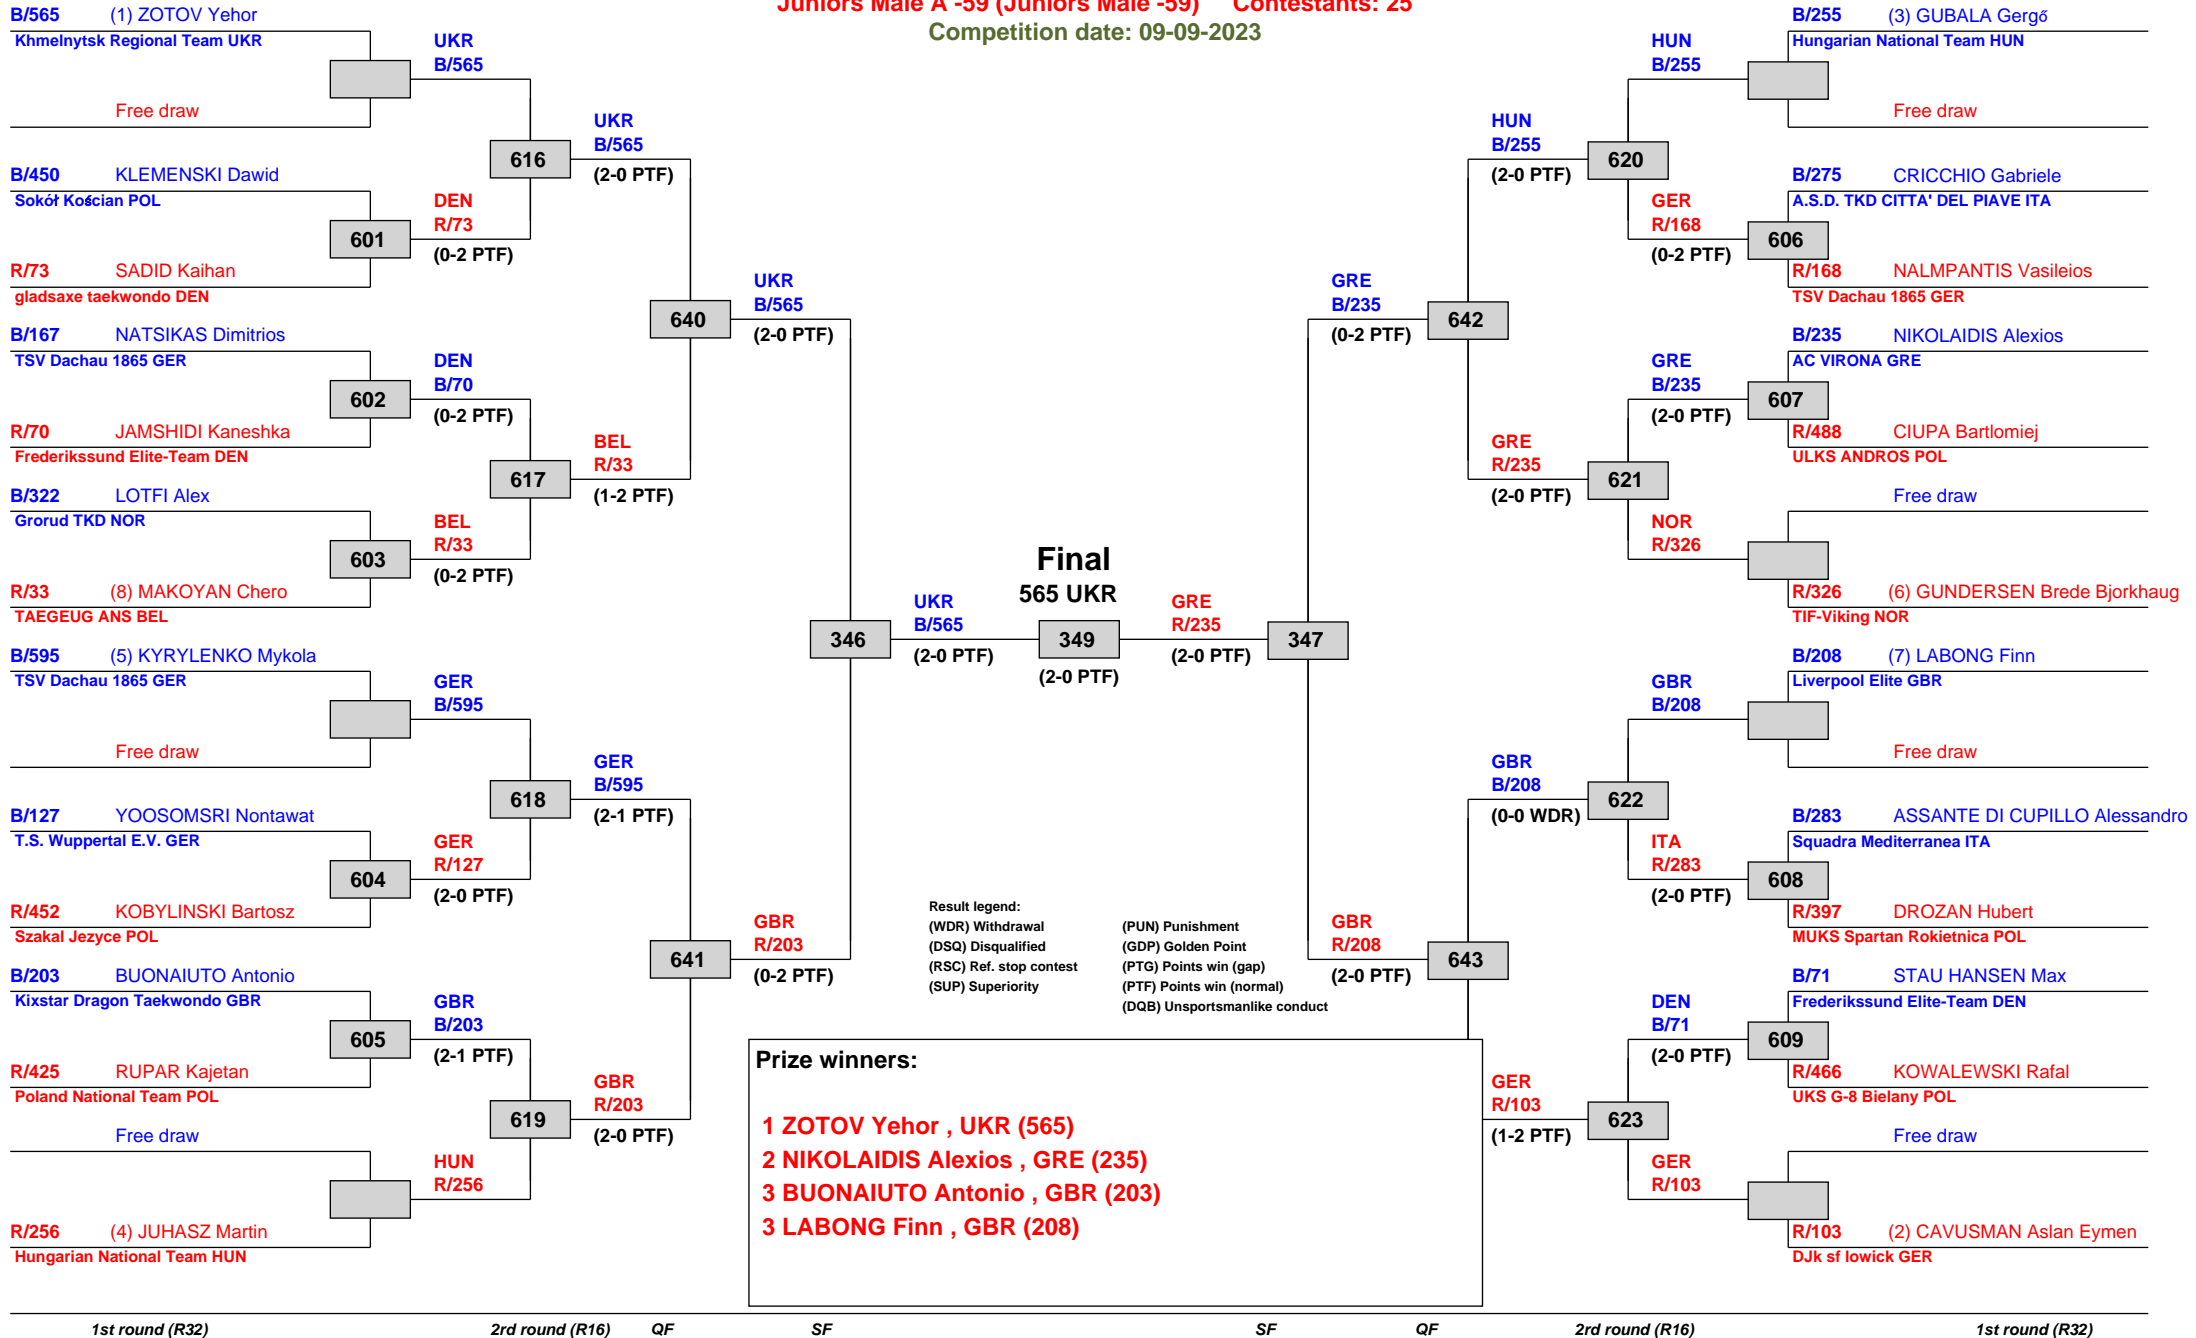 Juniors Male A -59 (Juniors Male -59) Contestants: 25
Competition date: 09-09-2023
B/565 (1) ZOTOV Yehor
Khmelnytsk Regional Team UKR
Free draw
B/450 KLEMENSKI Dawid
Sokół Kościan POL
R/73 SADID Kaihan
gladsaxe taekwondo DEN
B/167 NATSIKAS Dimitrios
TSV Dachau 1865 GER
R/70 JAMSHIDI Kaneshka
Frederikssund Elite-Team DEN
B/322 LOTFI Alex
Grorud TKD NOR
R/33 (8) MAKOYAN Chero
TAEGEUG ANS BEL
B/595 (5) KYRYLENKO Mykola
TSV Dachau 1865 GER
Free draw
B/127 YOOSOMSRI Nontawat
T.S. Wuppertal E.V. GER
R/452 KOBYLINSKI Bartosz
Szakal Jezyce POL
B/203 BUONAIUTO Antonio
Kixstar Dragon Taekwondo GBR
R/425 RUPAR Kajetan
Poland National Team POL
Free draw
R/256 (4) JUHASZ Martin
Hungarian National Team HUN
601
602
603
604
605
UKR
B/565
DEN
R/73
(0-2 PTF)
DEN
B/70
(0-2 PTF)
BEL
R/33
(0-2 PTF)
GER
B/595
GER
R/127
(2-0 PTF)
GBR
B/203
(2-1 PTF)
HUN
R/256
616
617
618
619
UKR
B/565
(2-0 PTF)
BEL
R/33
(1-2 PTF)
GER
B/595
(2-1 PTF)
GBR
R/203
(2-0 PTF)
640
641
UKR
B/565
(2-0 PTF)
GBR
R/203
(0-2 PTF)
346
UKR
B/565
(2-0 PTF)
Final
565 UKR
349
(2-0 PTF)
GRE
R/235
(2-0 PTF)
347
GRE
B/235
(0-2 PTF)
GBR
R/208
(2-0 PTF)
642
643
HUN
B/255
(2-0 PTF)
GRE
R/235
(2-0 PTF)
GBR
B/208
(0-0 WDR)
GER
R/103
(1-2 PTF)
620
621
622
623
HUN
B/255
GER
R/168
(0-2 PTF)
GRE
B/235
(2-0 PTF)
NOR
R/326
GBR
B/208
ITA
R/283
(2-0 PTF)
DEN
B/71
(2-0 PTF)
GER
R/103
606
607
608
609
B/255 (3) GUBALA Gergő
Hungarian National Team HUN
Free draw
B/275 CRICCHIO Gabriele
A.S.D. TKD CITTA' DEL PIAVE ITA
R/168 NALMPANTIS Vasileios
TSV Dachau 1865 GER
B/235 NIKOLAIDIS Alexios
AC VIRONA GRE
R/488 CIUPA Bartlomiej
ULKS ANDROS POL
Free draw
R/326 (6) GUNDERSEN Brede Bjorkhaug
TIF-Viking NOR
B/208 (7) LABONG Finn
Liverpool Elite GBR
Free draw
B/283 ASSANTE DI CUPILLO Alessandro
Squadra Mediterranea ITA
R/397 DROZAN Hubert
MUKS Spartan Rokietnica POL
B/71 STAU HANSEN Max
Frederikssund Elite-Team DEN
R/466 KOWALEWSKI Rafal
UKS G-8 Bielany POL
Free draw
R/103 (2) CAVUSMAN Aslan Eymen
DJk sf lowick GER
Result legend:
(WDR) Withdrawal
(DSQ) Disqualified
(RSC) Ref. stop contest
(SUP) Superiority
(PUN) Punishment
(GDP) Golden Point
(PTG) Points win (gap)
(PTF) Points win (normal)
(DQB) Unsportsmanlike conduct
Prize winners:
1 ZOTOV Yehor , UKR (565)
2 NIKOLAIDIS Alexios , GRE (235)
3 BUONAIUTO Antonio , GBR (203)
3 LABONG Finn , GBR (208)
1st round (R32) 2rd round (R16) QF SF SF QF 2rd round (R16) 1st round (R32)